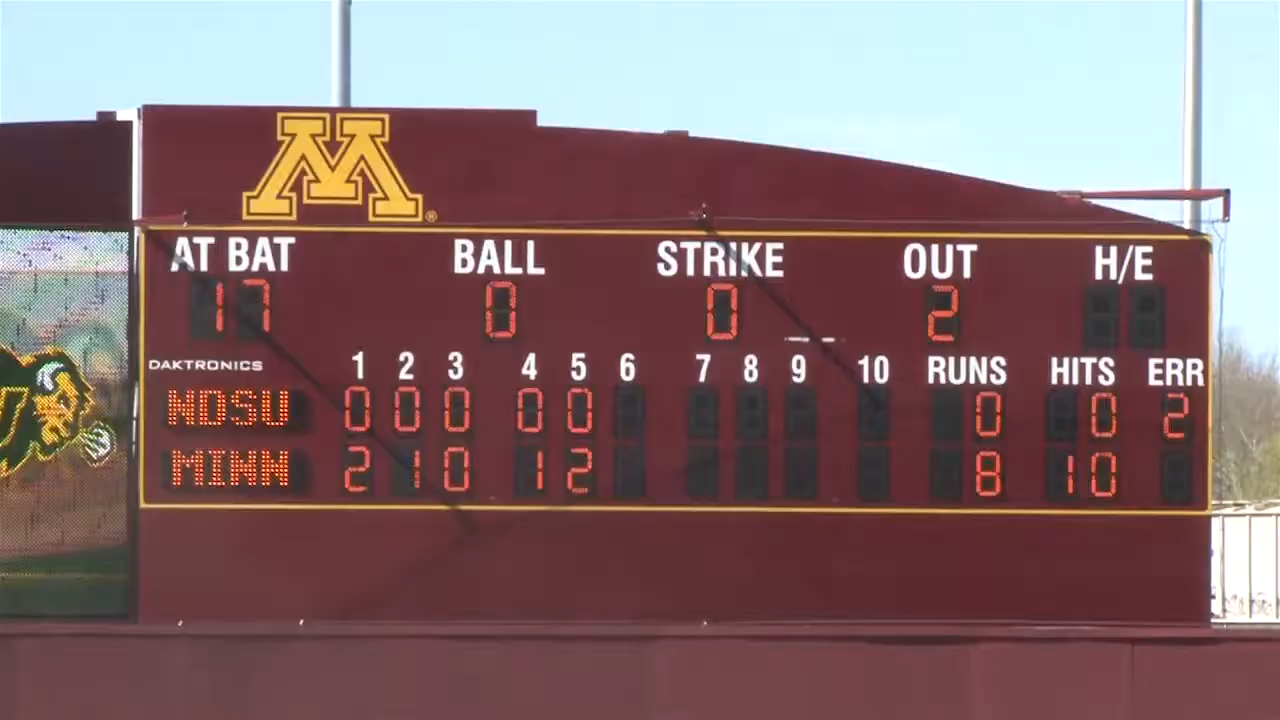 M ®
AT BAT BALL STRIKE OUT H/E
17 0 0 2
DAKTRONICS 1 2 3 4 5 6 7 8 9 10 RUNS HITS ERR
NDSU 0 0 0 0 0 0 0 2
MINN 2 1 0 1 2 8 10